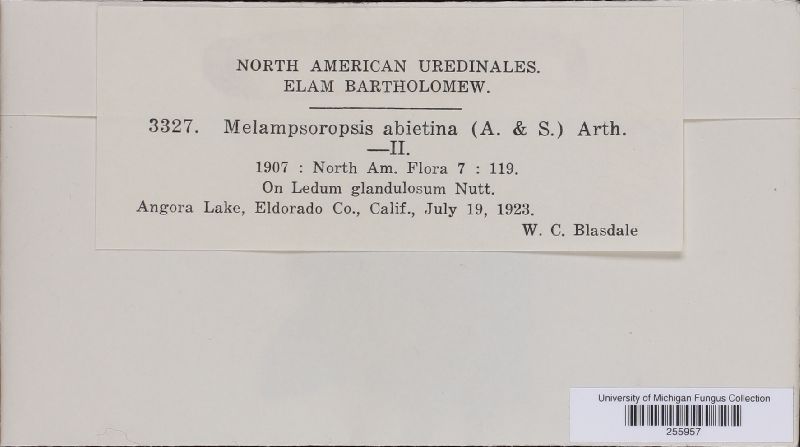 NORTH AMERICAN UREDINALES.
ELAM BARTHOLOMEW.
3327. Melampsoropsis abietina (A. & S.) Arth.
—II.
1907 : North Am. Flora 7 : 119.
On Ledum glandulosum Nutt.
Angora Lake, Eldorado Co., Calif., July 19, 1923.
W. C. Blasdale
University of Michigan Fungus Collection
255957